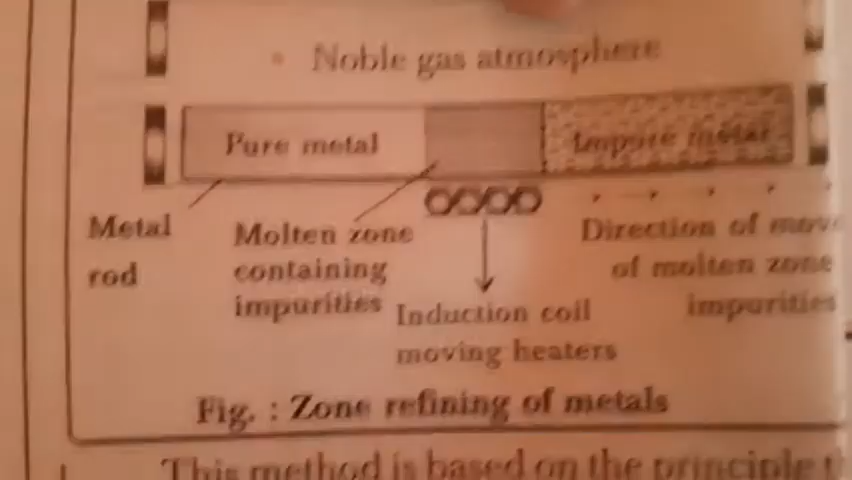 Noble gas atmosphere
Pure metal
Impure metal
Metal
rod
Molten zone
containing
impurities
Induction coil
moving heaters
Direction of
of molten zone
impurities
Fig. : Zone refining of metals
This method is based on the principle